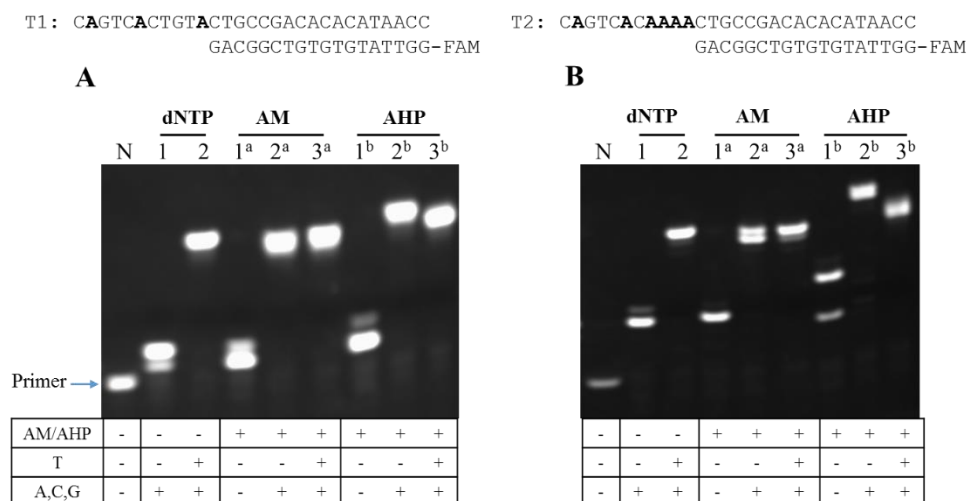 T1: CAGTCACTGTACTGCCGACACACATAACC
GACGGCTGTGTGTATTGG-FAM
T2: CAGTCACAAAACTGCCGACACACATAACC
GACGGCTGTGTGTATTGG-FAM
A
dNTP AM AHP
N 1 2 1ᵃ 2ᵃ 3ᵃ 1ᵇ 2ᵇ 3ᵇ
Primer
AM/AHP - - - + + + + + +
T - - + - - + - - +
A,C,G - + + - + + - + +
B
dNTP AM AHP
N 1 2 1ᵃ 2ᵃ 3ᵃ 1ᵇ 2ᵇ 3ᵇ
- - - + + + + + +
- - + - - + - - +
- + + - + + - + +